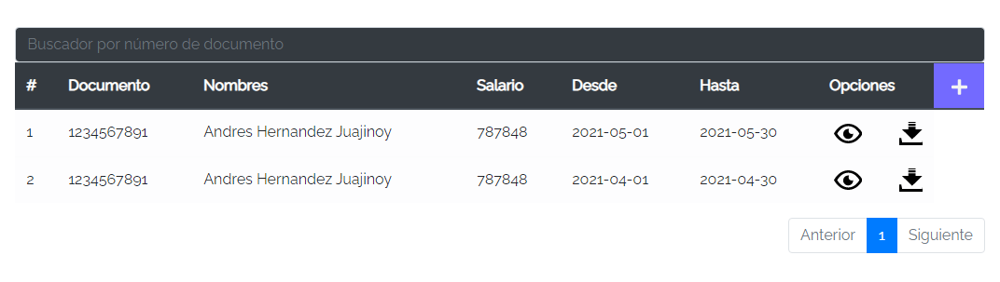 Buscador por número de documento
# Documento Nombres Salario Desde Hasta Opciones +
1 1234567891 Andres Hernandez Juajinoy 787848 2021-05-01 2021-05-30
2 1234567891 Andres Hernandez Juajinoy 787848 2021-04-01 2021-04-30
Anterior 1 Siguiente